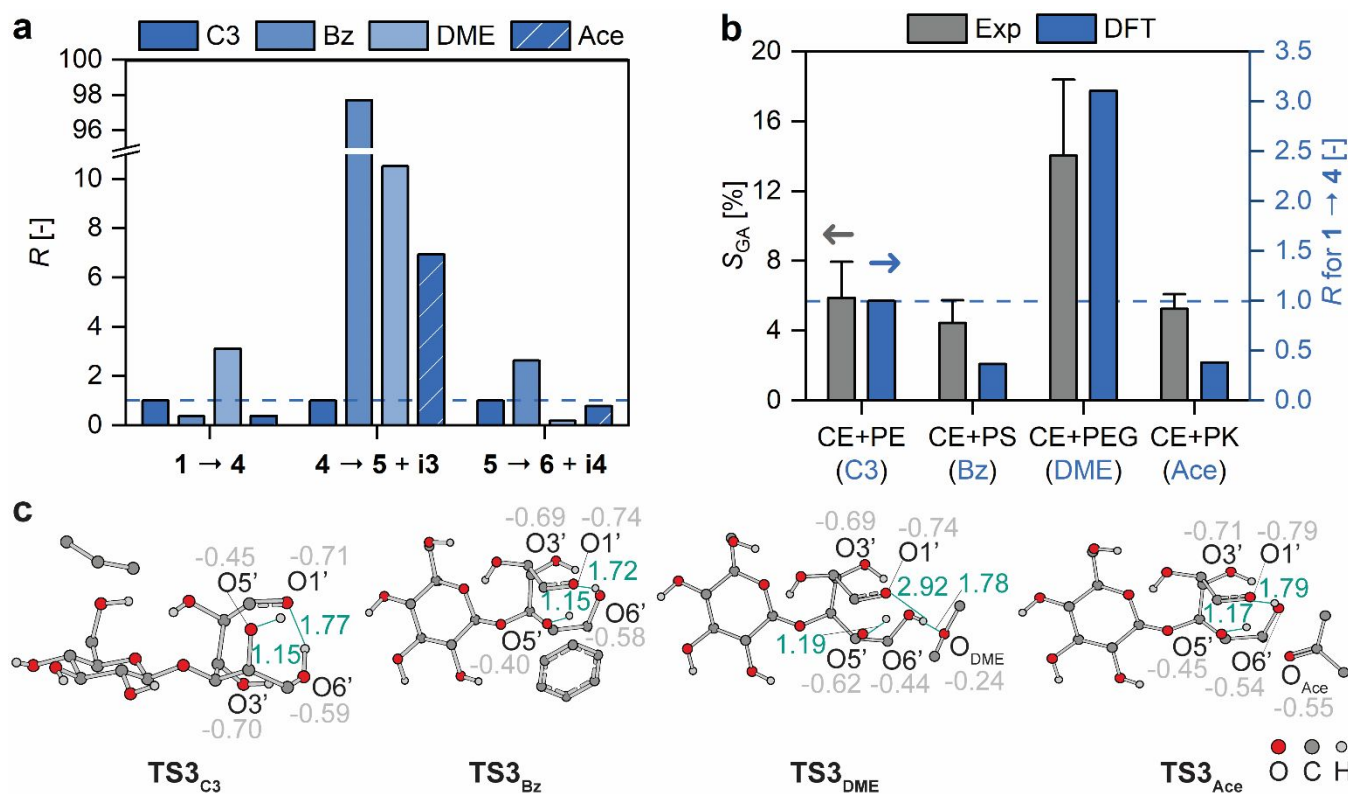 a
C3 Bz DME Ace
100
98
96
10
8
6
4
2
0
R [-]
1 → 4
4 → 5 + i3
5 → 6 + i4
b
Exp DFT
20
16
12
8
4
0
S_GA [%]
3.5
3.0
2.5
2.0
1.5
1.0
0.5
0.0
R for 1 → 4 [-]
CE+PE CE+PS CE+PEG CE+PK
(C3) (Bz) (DME) (Ace)
c
-0.45 -0.71
O5' O1'
1.77
1.15
O3' O6'
-0.70 -0.59
TS3_C3
-0.69 -0.74
O3' O1'
1.72
1.15
O6'
O5' -0.58
-0.40
TS3_Bz
-0.69 -0.74
O3' O1'
2.92 1.78
1.19
O5' O6' O_DME
-0.62 -0.44 -0.24
TS3_DME
-0.71 -0.79
O3' O1'
1.79
1.17
O5' O6'
-0.45 -0.54 O_Ace
-0.55
TS3_Ace
O C H